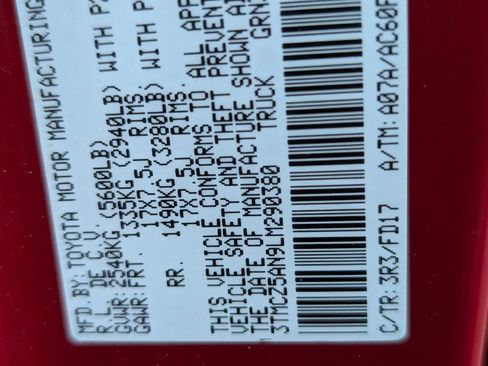 MFD.BY:TOYOTA MOTOR MANUFACTURING
R.L. DE C.V.
GVWR:2540KG(5600LB)
GAWR:FRT. 1335KG(2940LB) WITH P2
17X7.5J RIMS.
RR. 1490KG(3280LB) WITH P
17X7.5J RIMS.
THIS VEHICLE CONFORMS TO ALL APP
VEHICLE SAFETY AND THEFT PREVENT
THE DATE OF MANUFACTURE SHOWN A
3TMCZ5AN9LM290380 TRUCK GRN
C/TR: 3R3/FD17 A/TM: A07A/AC60F